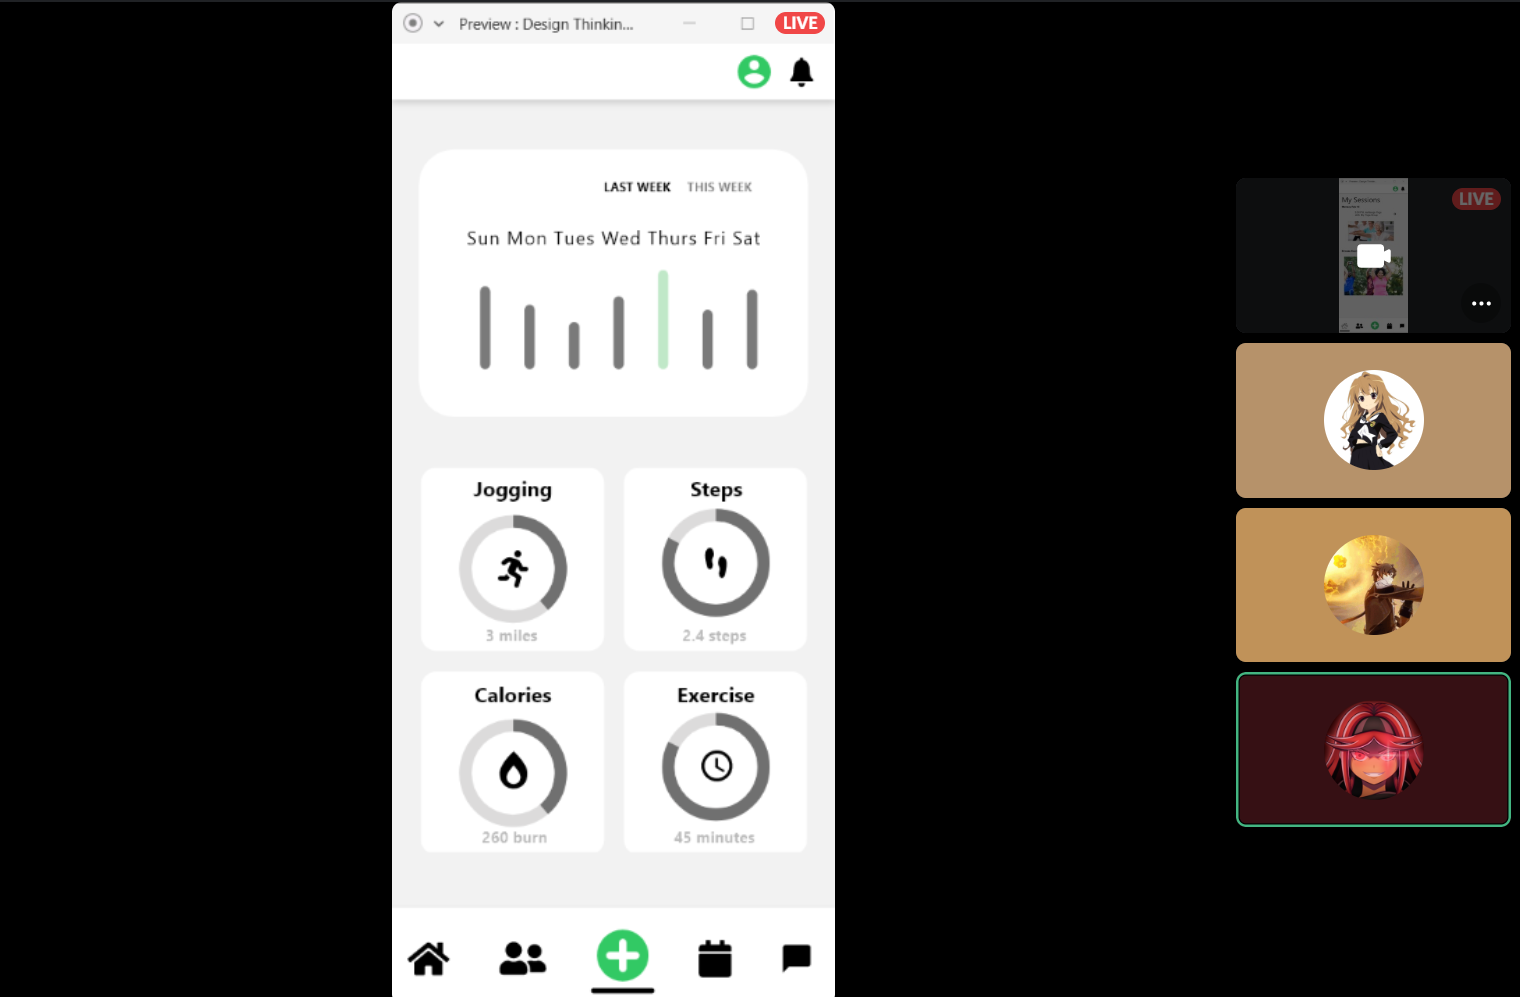 Preview : Design Thinkin...
LIVE
LAST WEEK THIS WEEK
Sun Mon Tues Wed Thurs Fri Sat
Jogging
3 miles
Steps
2.4 steps
Calories
260 burn
Exercise
45 minutes
LIVE
My Sessions